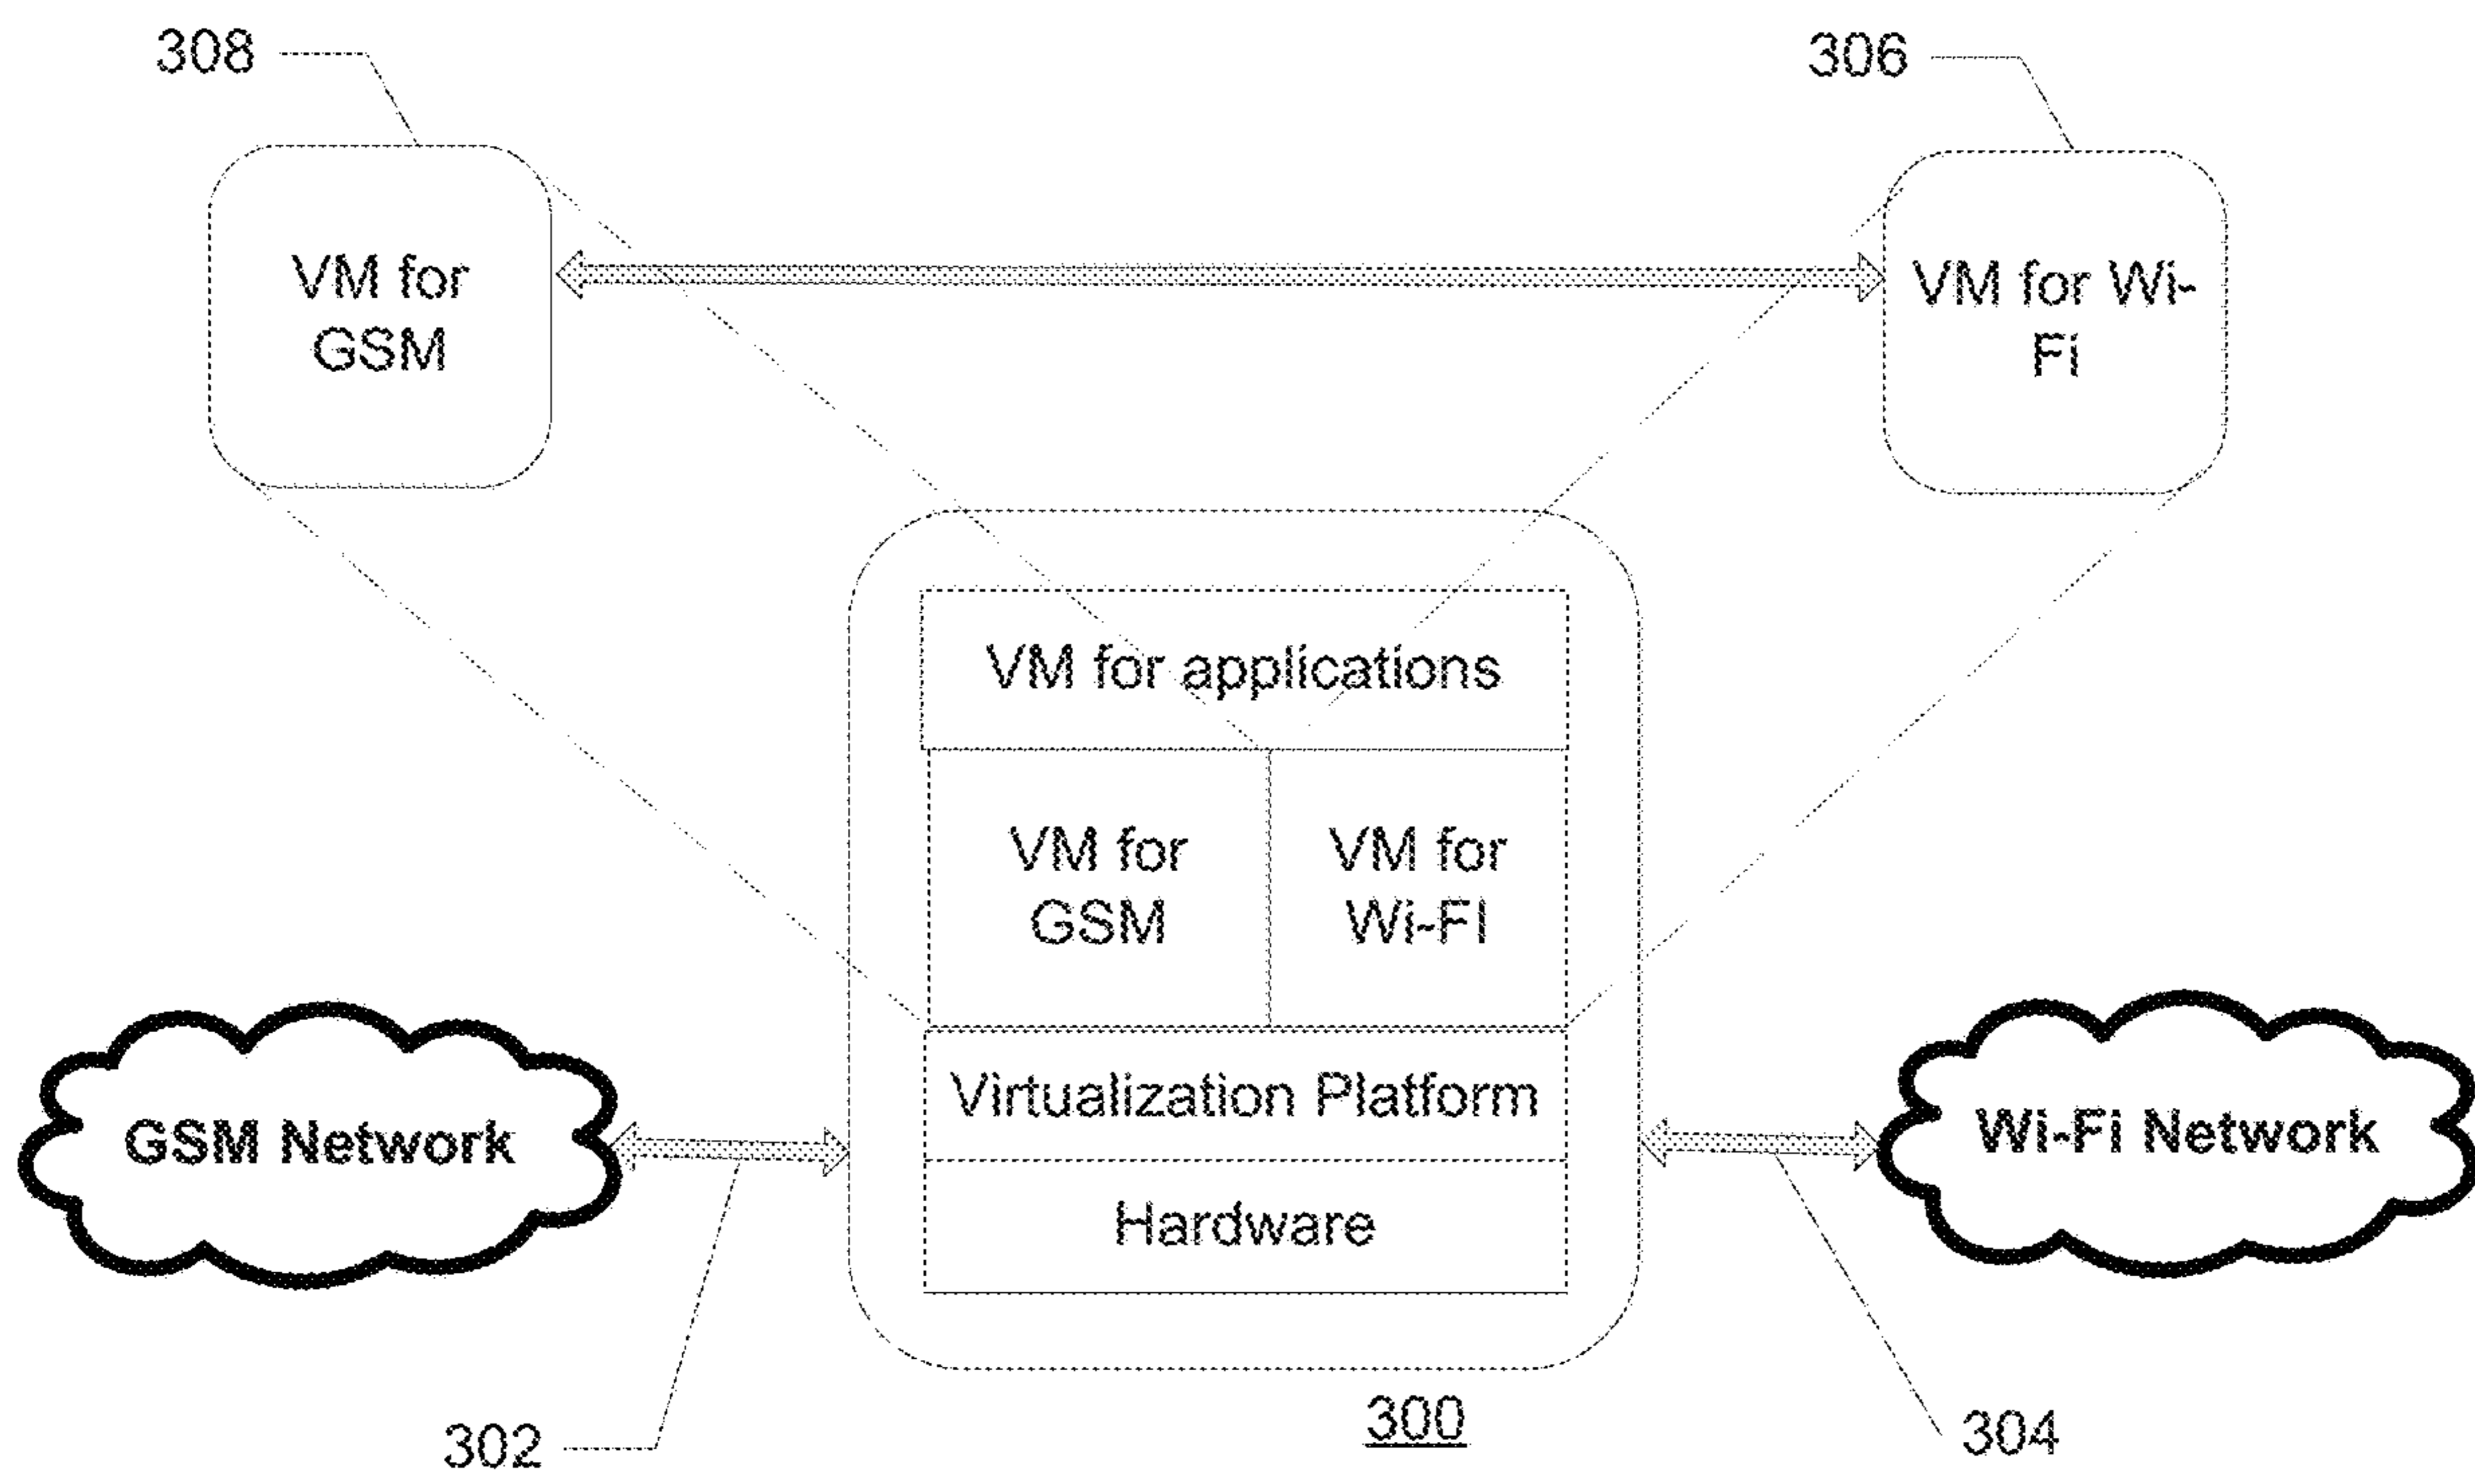 308
306
VM for
GSM
VM for Wi-
Fi
VM for applications
VM for
GSM
VM for
Wi-FI
Virtualization Platform
GSM Network
Wi-Fi Network
Hardware
300
302
304